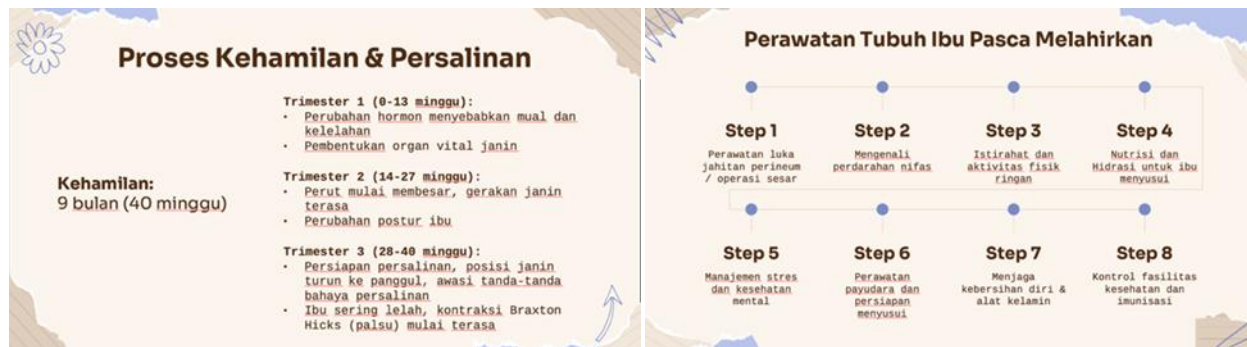 Proses Kehamilan & Persalinan
Kehamilan:
9 bulan (40 minggu)
Trimester 1 (0-13 minggu):
• Perubahan hormon menyebabkan mual dan
kelelahan
• Pembentukan organ vital janin
Trimester 2 (14-27 minggu):
• Perut mulai membesar, gerakan janin
terasa
• Perubahan postur ibu
Trimester 3 (28-40 minggu):
• Persiapan persalinan, posisi janin
turun ke panggul, awasi tanda-tanda
bahaya persalinan
• Ibu sering lelah, kontraksi Braxton
Hicks (palsu) mulai terasa
Perawatan Tubuh Ibu Pasca Melahirkan
Step 1
Perawatan luka
jahitan perineum
/ operasi sesar
Step 2
Mengenali
perdarahan nifas
Step 3
Istirahat dan
aktivitas fisik
ringan
Step 4
Nutrisi dan
Hidrasi untuk ibu
menyusui
Step 5
Manajemen stres
dan kesehatan
mental
Step 6
Perawatan
payudara dan
persiapan
menyusui
Step 7
Menjaga
kebersihan diri &
alat kelamin
Step 8
Kontrol fasilitas
kesehatan dan
imunisasi